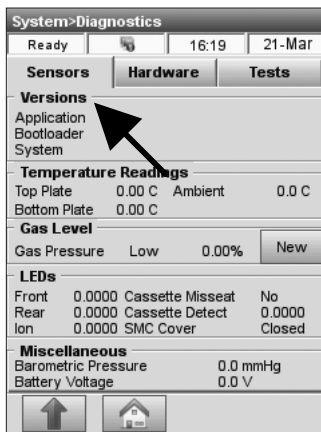 System>Diagnostics
Ready 16:19 21-Mar
Sensors Hardware Tests
Versions
Application
Bootloader
System
Temperature Readings
Top Plate 0.00 C Ambient 0.0 C
Bottom Plate 0.00 C
Gas Level
Gas Pressure Low 0.00% New
LEDs
Front 0.0000 Cassette Misseat No
Rear 0.0000 Cassette Detect 0.0000
Ion 0.0000 SMC Cover Closed
Miscellaneous
Barometric Pressure 0.0 mmHg
Battery Voltage 0.0 V